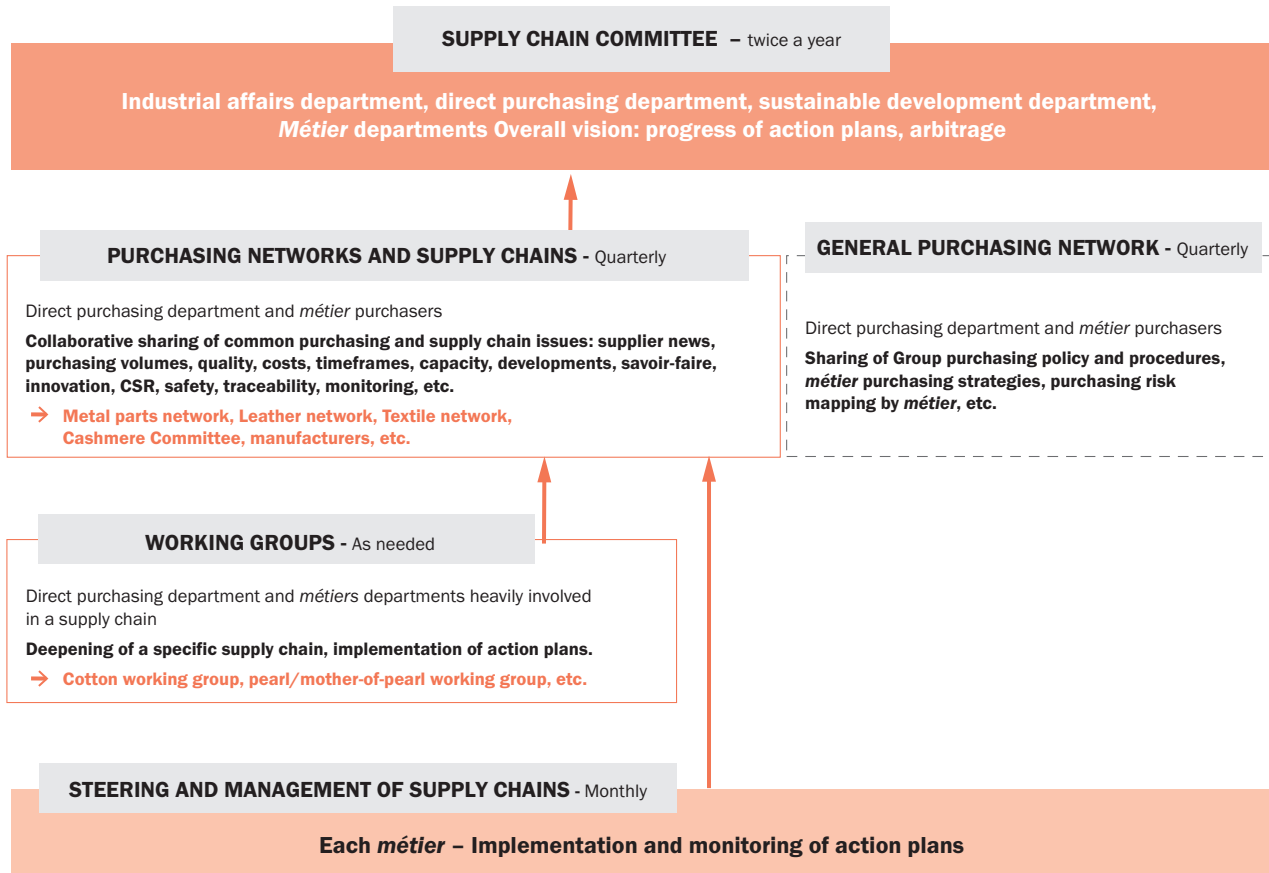 SUPPLY CHAIN COMMITTEE – twice a year
Industrial affairs department, direct purchasing department, sustainable development department,
Métier departments Overall vision: progress of action plans, arbitrage
PURCHASING NETWORKS AND SUPPLY CHAINS - Quarterly
Direct purchasing department and métier purchasers
Collaborative sharing of common purchasing and supply chain issues: supplier news,
purchasing volumes, quality, costs, timeframes, capacity, developments, savoir-faire,
innovation, CSR, safety, traceability, monitoring, etc.
→ Metal parts network, Leather network, Textile network,
Cashmere Committee, manufacturers, etc.
GENERAL PURCHASING NETWORK - Quarterly
Direct purchasing department and métier purchasers
Sharing of Group purchasing policy and procedures,
métier purchasing strategies, purchasing risk
mapping by métier, etc.
WORKING GROUPS - As needed
Direct purchasing department and métiers departments heavily involved
in a supply chain
Deepening of a specific supply chain, implementation of action plans.
→ Cotton working group, pearl/mother-of-pearl working group, etc.
STEERING AND MANAGEMENT OF SUPPLY CHAINS - Monthly
Each métier – Implementation and monitoring of action plans